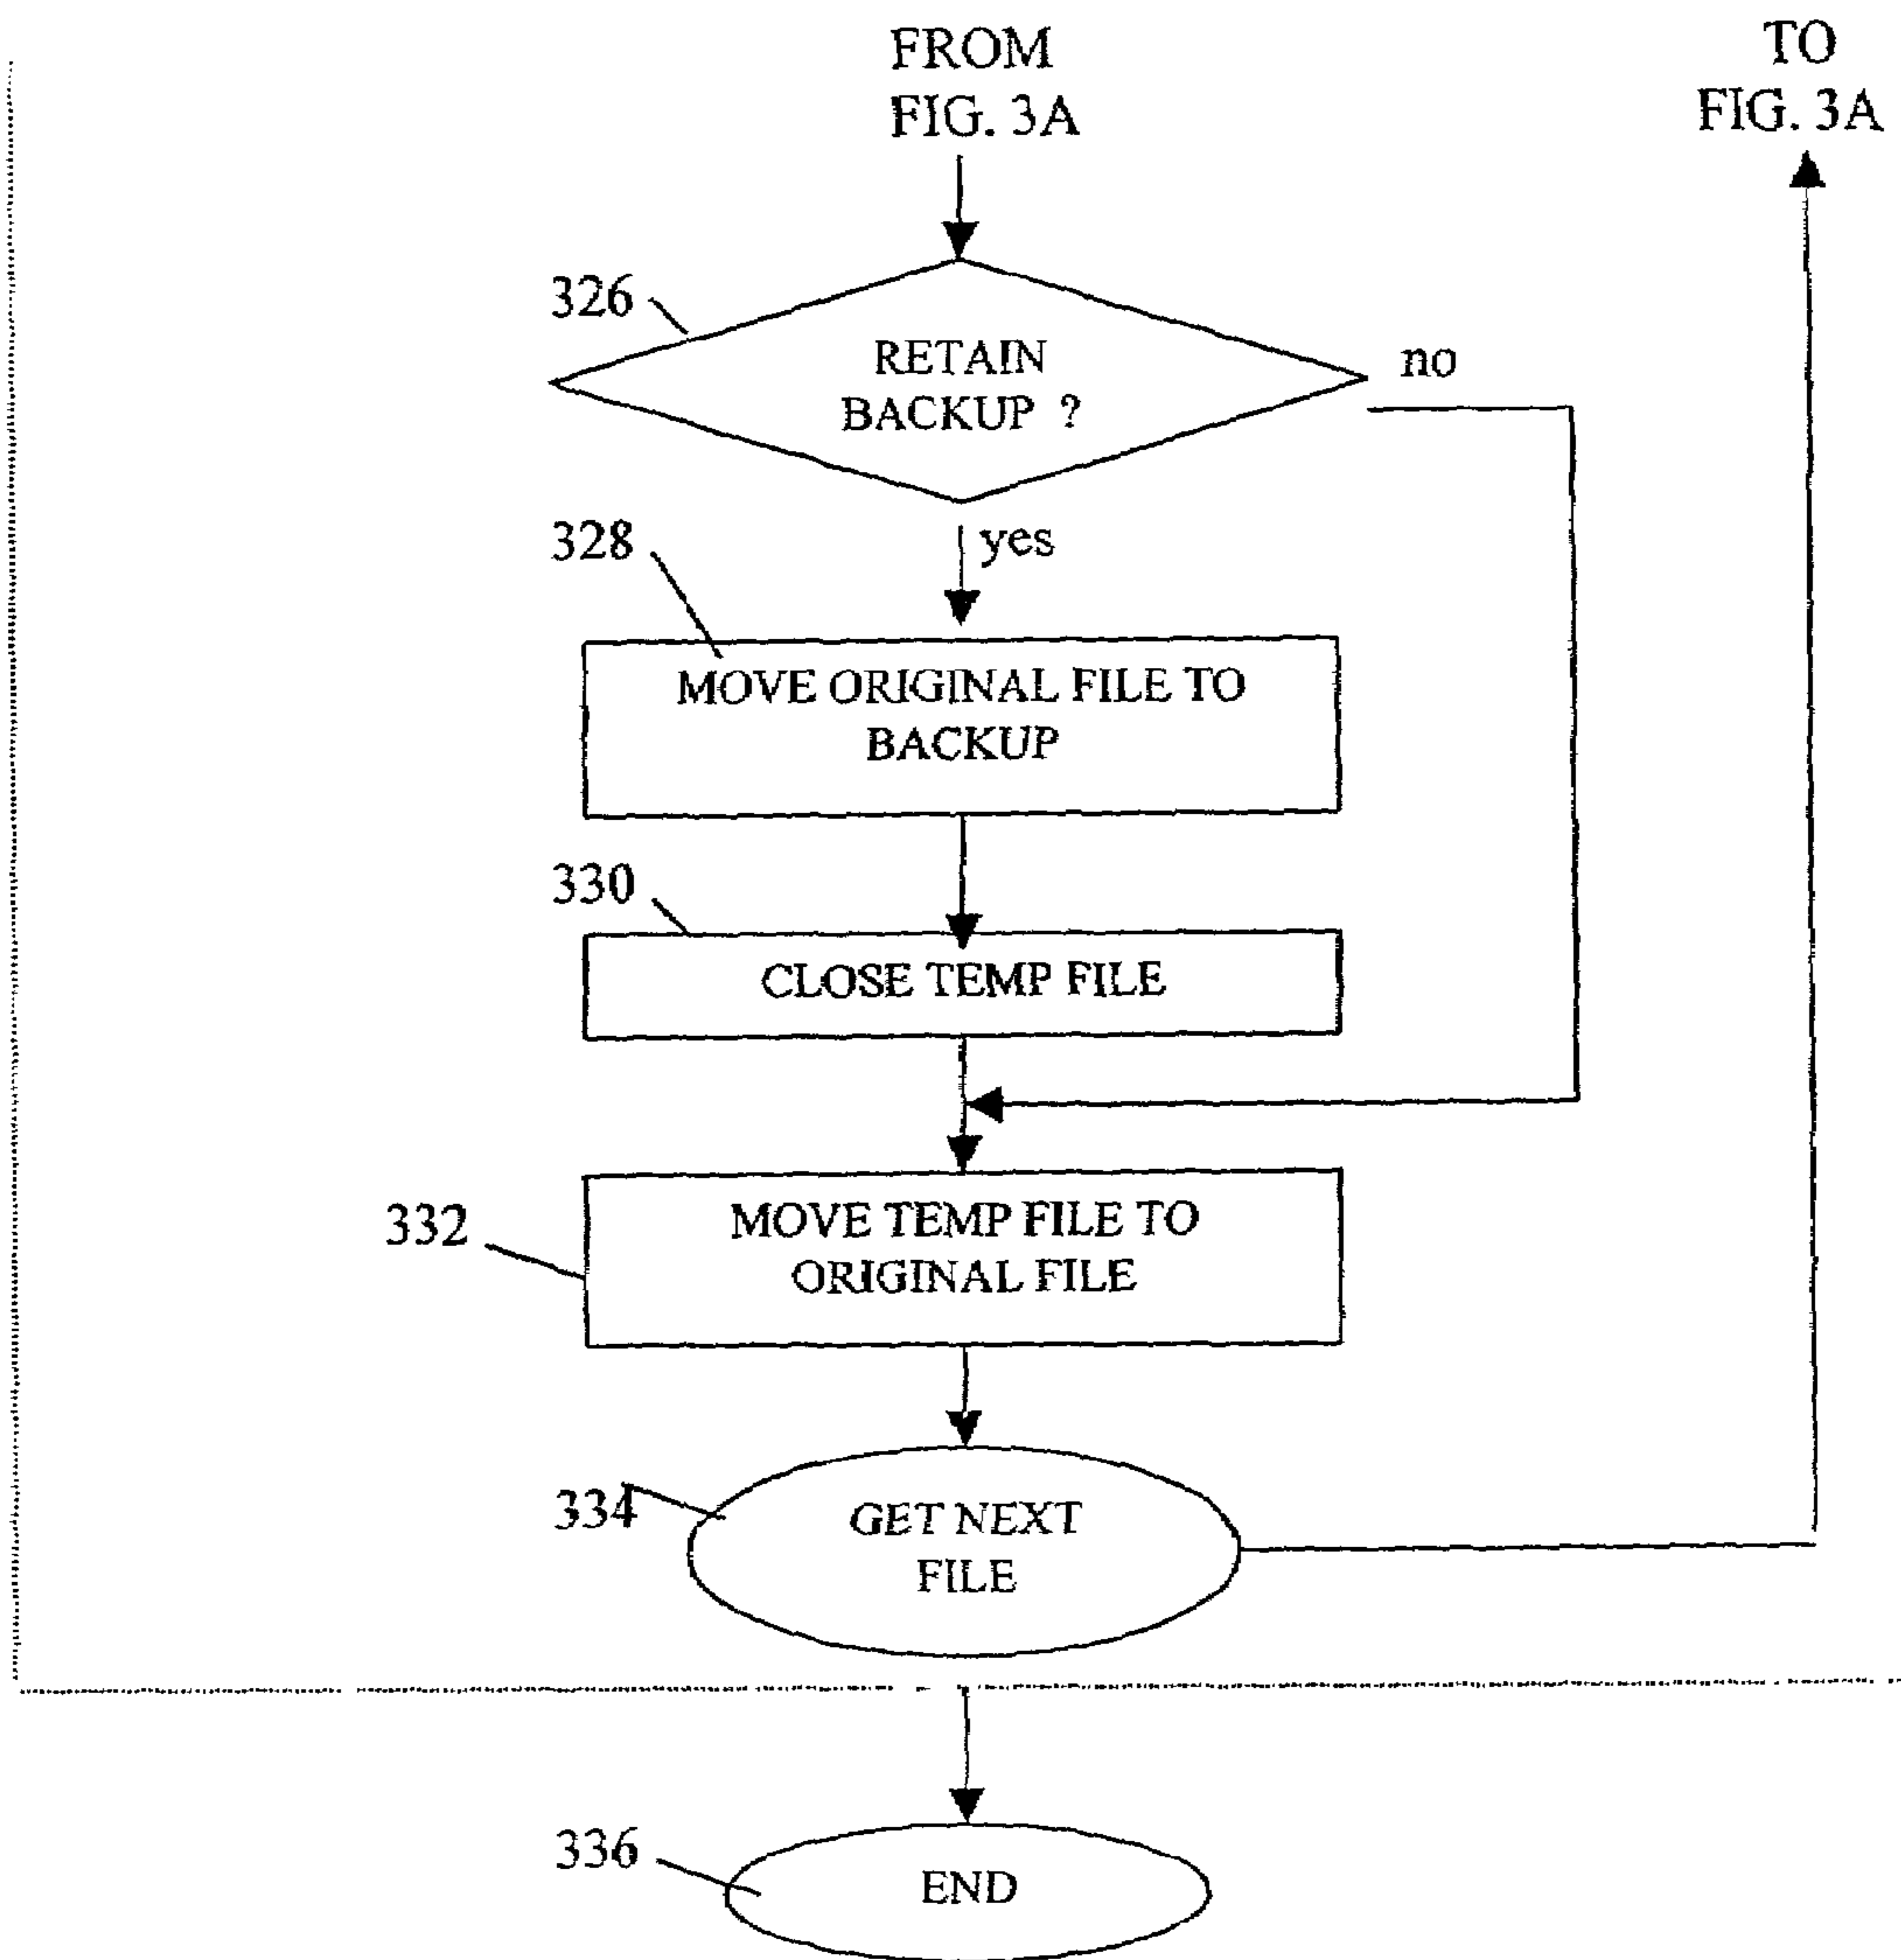 FROM
FIG. 3A
TO
FIG. 3A
326
RETAIN
BACKUP ?
no
yes
328
MOVE ORIGINAL FILE TO
BACKUP
330
CLOSE TEMP FILE
332
MOVE TEMP FILE TO
ORIGINAL FILE
334
GET NEXT
FILE
336
END